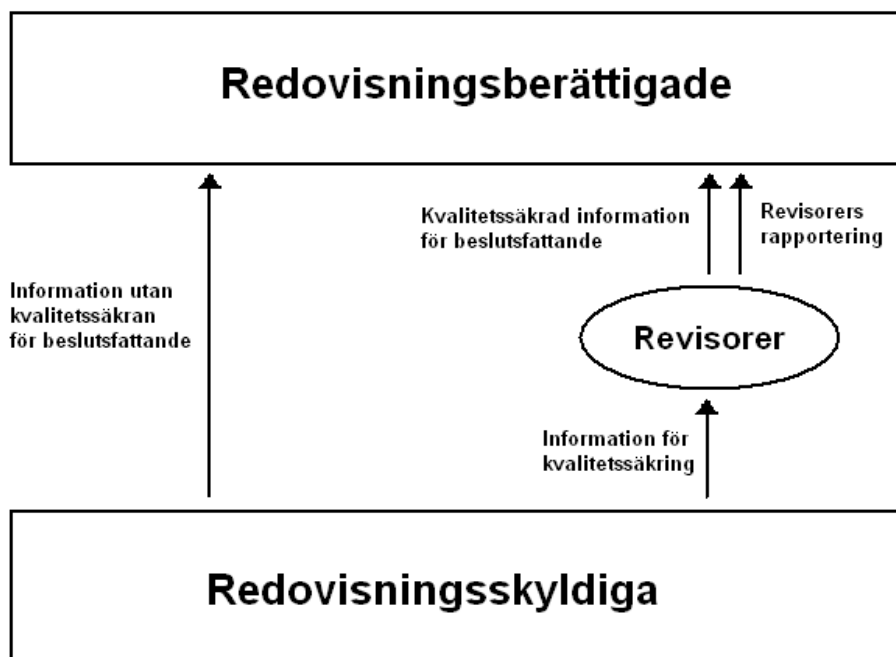 Redovisningsberättigade
Kvalitetssäkrad information
för beslutsfattande
Revisorers
rapportering
Information utan
kvalitetssäkran
för beslutsfattande
Revisorer
Information för
kvalitetssäkring
Redovisningsskyldiga